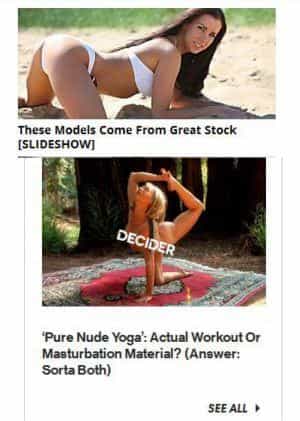 These Models Come From Great Stock
[SLIDESHOW]
DECIDER
'Pure Nude Yoga': Actual Workout Or
Masturbation Material? (Answer:
Sorta Both)
SEE ALL